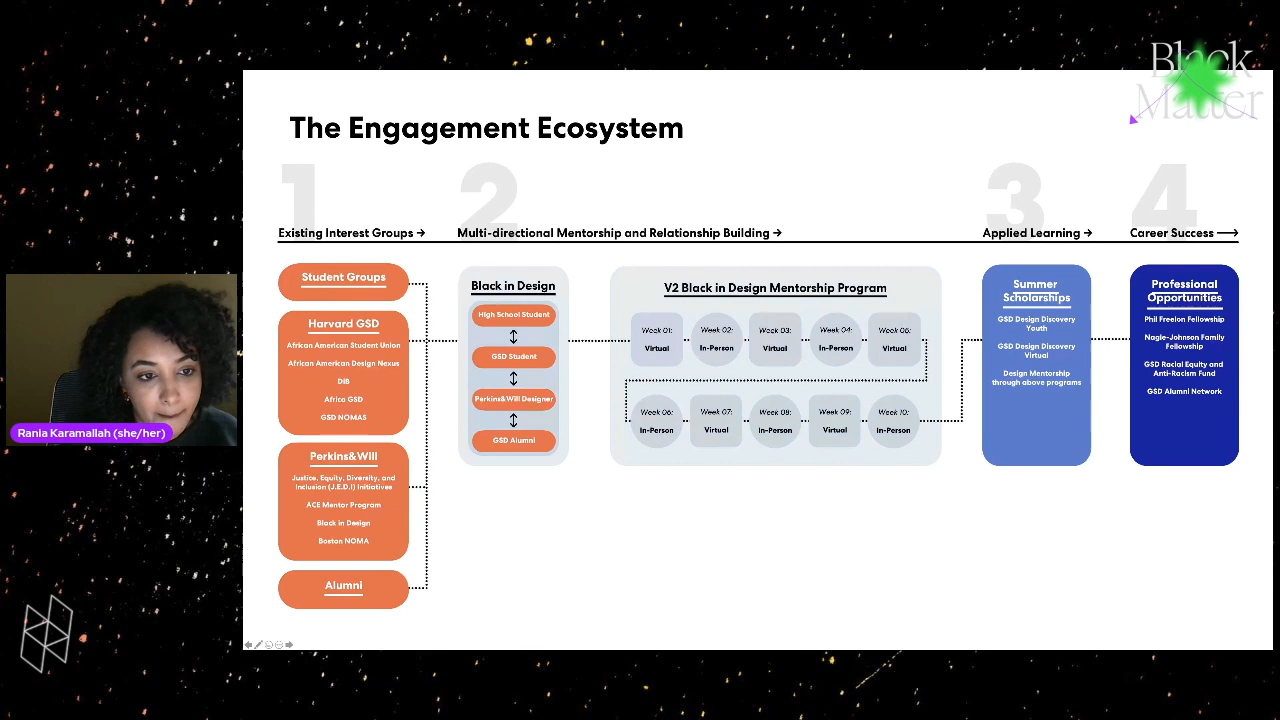 Black
Matter
The Engagement Ecosystem
1
2
3
4
Existing Interest Groups →
Multi-directional Mentorship and Relationship Building →
Applied Learning →
Career Success →
Student Groups
Harvard GSD
African American Student Union
African American Design Nexus
DIB
Africa GSD
GSD NOMAS
Perkins&Will
Justice, Equity, Diversity, and
Inclusion (J.E.D.I) Initiatives
ACE Mentor Program
Black in Design
Boston NOMA
Alumni
Black in Design
High School Student
GSD Student
Perkins&Will Designer
GSD Alumni
V2 Black in Design Mentorship Program
Week 01:
Virtual
Week 02:
In-Person
Week 03:
Virtual
Week 04:
In-Person
Week 05:
Virtual
Week 06:
In-Person
Week 07:
Virtual
Week 08:
In-Person
Week 09:
Virtual
Week 10:
In-Person
Summer
Scholarships
GSD Design Discovery
Youth
GSD Design Discovery
Virtual
Design Mentorship
through above programs
Professional
Opportunities
Phil Freelon Fellowship
Nagle-Johnson Family
Fellowship
GSD Racial Equity and
Anti-Racism Fund
GSD Alumni Network
Rania Karamallah (she/her)